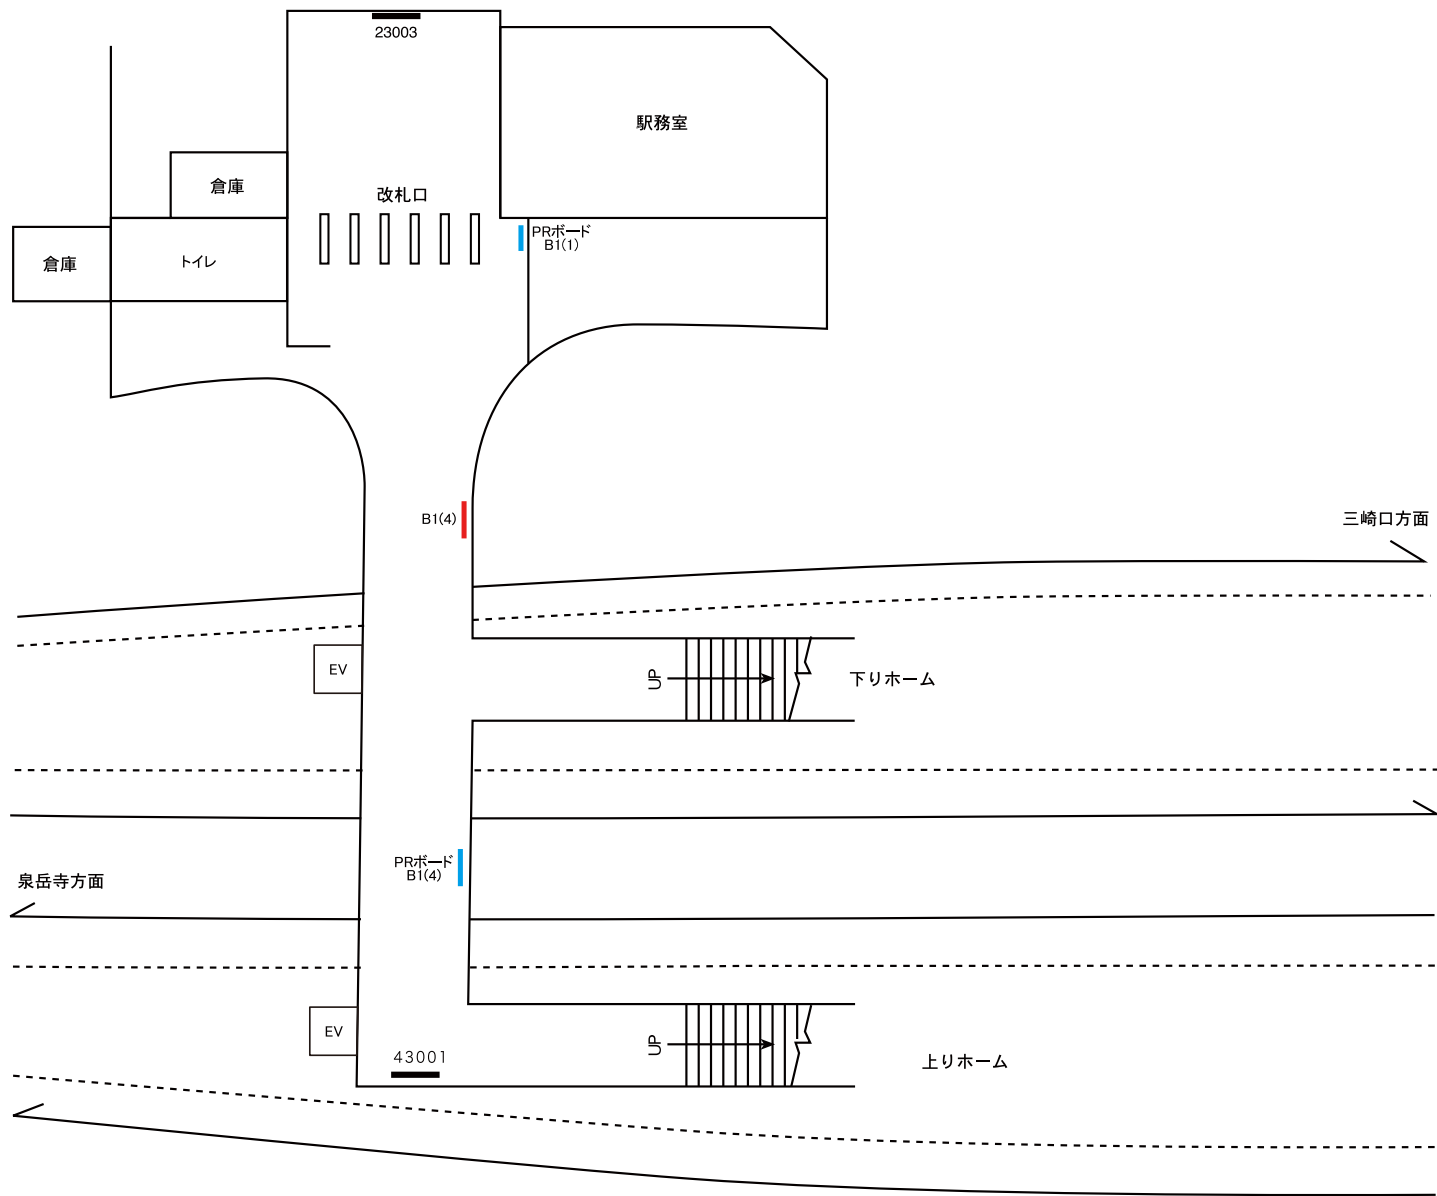 23003
駅務室
倉庫
改札口
PRボード
B1(1)
倉庫
トイレ
B1(4)
三崎口方面
EV
UP
下りホーム
PRボード
B1(4)
泉岳寺方面
EV
UP
43001
上りホーム